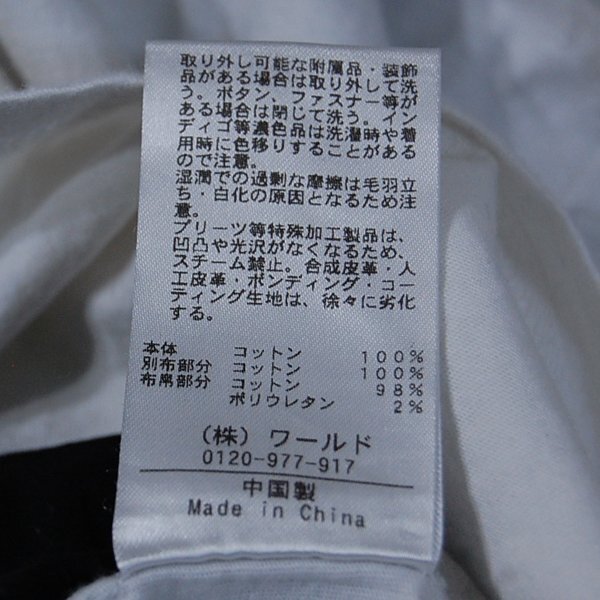 取り外し可能な附属品・装飾
品がある場合は取り外して洗
う。ボタン、ファスナー等が
ある場合は閉じて洗う。イン
ディゴ等濃色品は洗濯時や着
用時に色移りすることがある
ので注意。
湿潤での過剰な摩擦は毛羽立
ち・白化の原因となるため注
意。
プリーツ等特殊加工製品は、
凹凸や光沢がなくなるため、
スチーム禁止。合成皮革・人
工皮革・ボンディング・コー
ティング生地は、徐々に劣化
する。
本体 コットン 100%
別布部分 コットン 100%
布帛部分 コットン 98%
ポリウレタン 2%
(株) ワールド
0120-977-917
中国製
Made in China